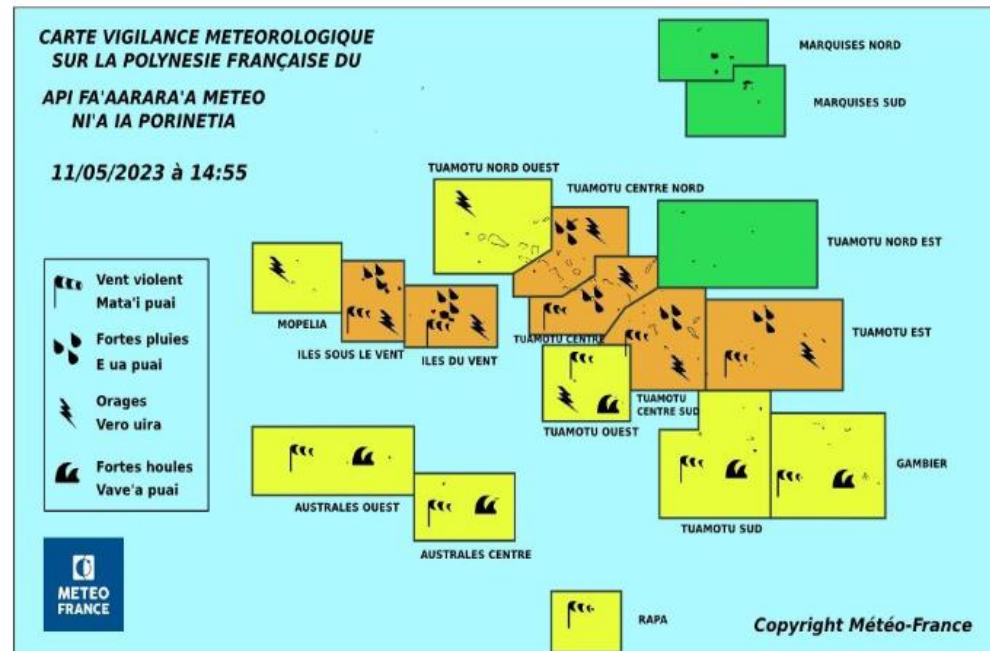 CARTE VIGILANCE METEOROLOGIQUE
SUR LA POLYNESIE FRANÇAISE DU
API FA'AARARA'A METEO
NI'A IA PORINETIA
11/05/2023 à 14:55
MARQUISES NORD
MARQUISES SUD
TUAMOTU NORD OUEST
TUAMOTU CENTRE NORD
TUAMOTU NORD EST
MOPELIA
ILES SOUS LE VENT
ILES DU VENT
TUAMOTU CENTRE
TUAMOTU EST
TUAMOTU OUEST
TUAMOTU
CENTRE SUD
GAMBIER
TUAMOTU SUD
AUSTRALES OUEST
AUSTRALES CENTRE
RAPA
Vent violent
Mata'i puai
Fortes pluies
E ua puai
Orages
Vero uira
Fortes houles
Vave'a puai
METEO
FRANCE
Copyright Météo-France